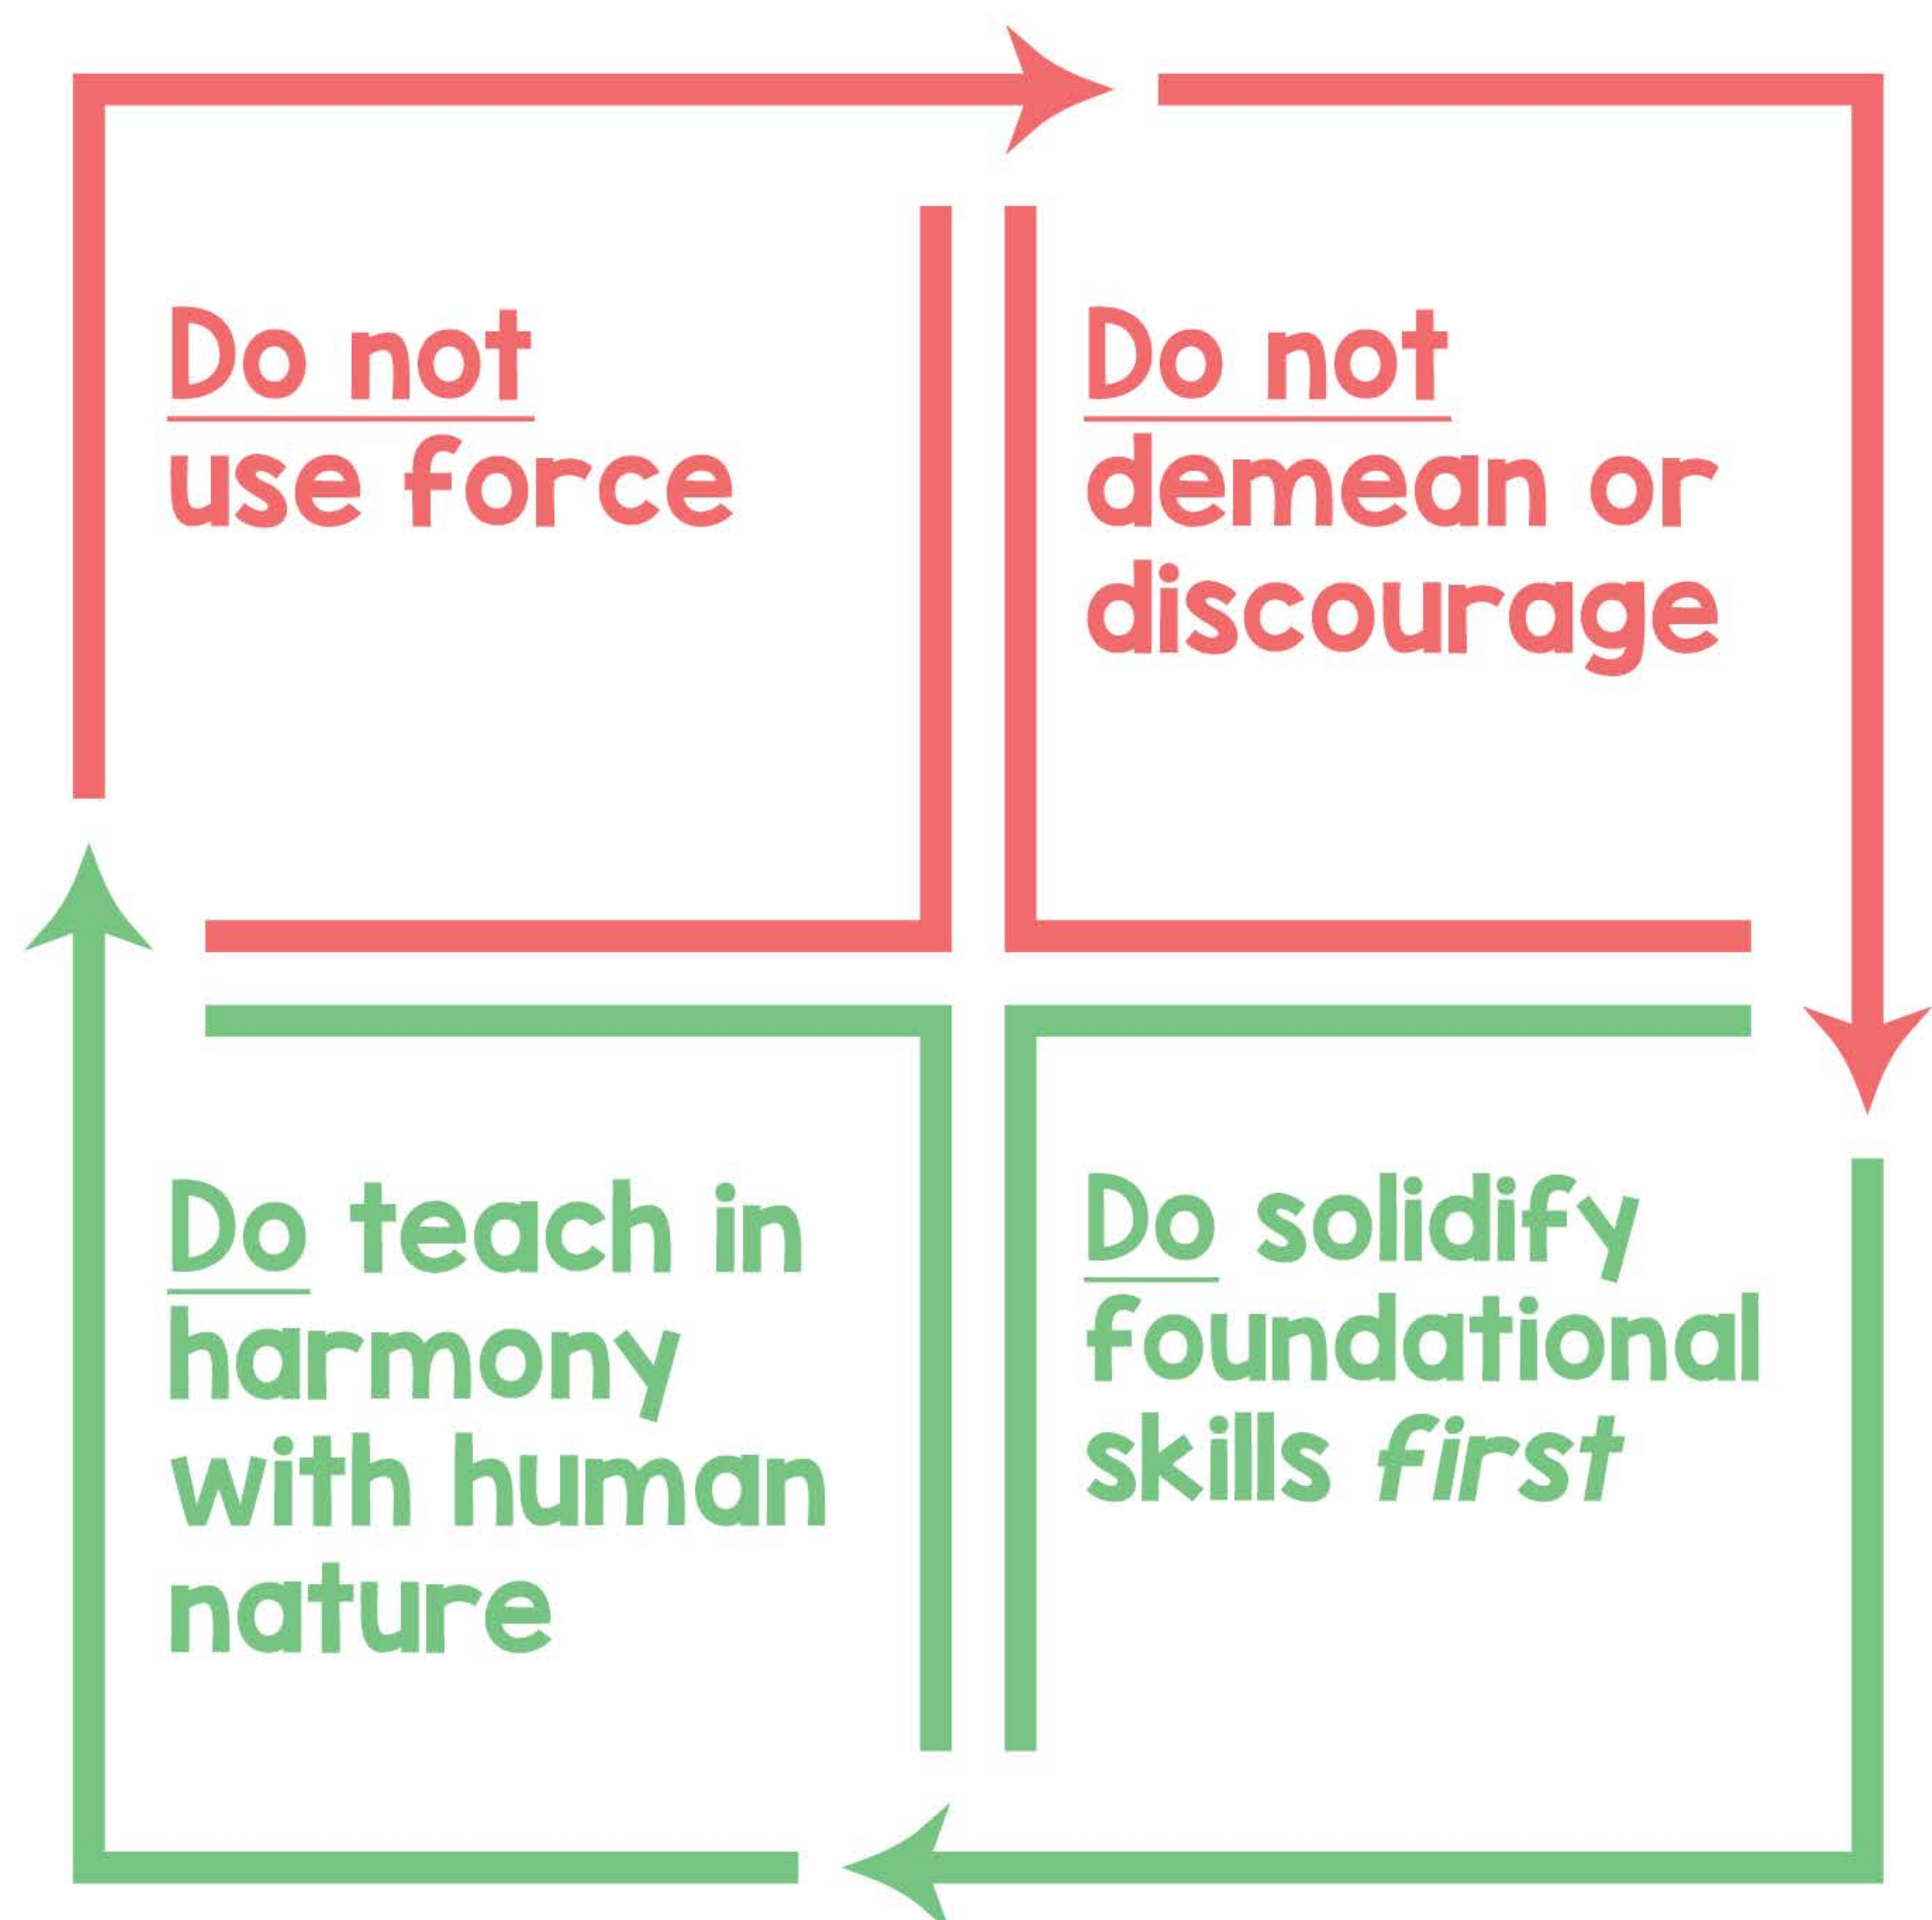 Do not
use force
Do not
demean or
discourage
Do teach in
harmony
with human
nature
Do solidify
foundational
skills first